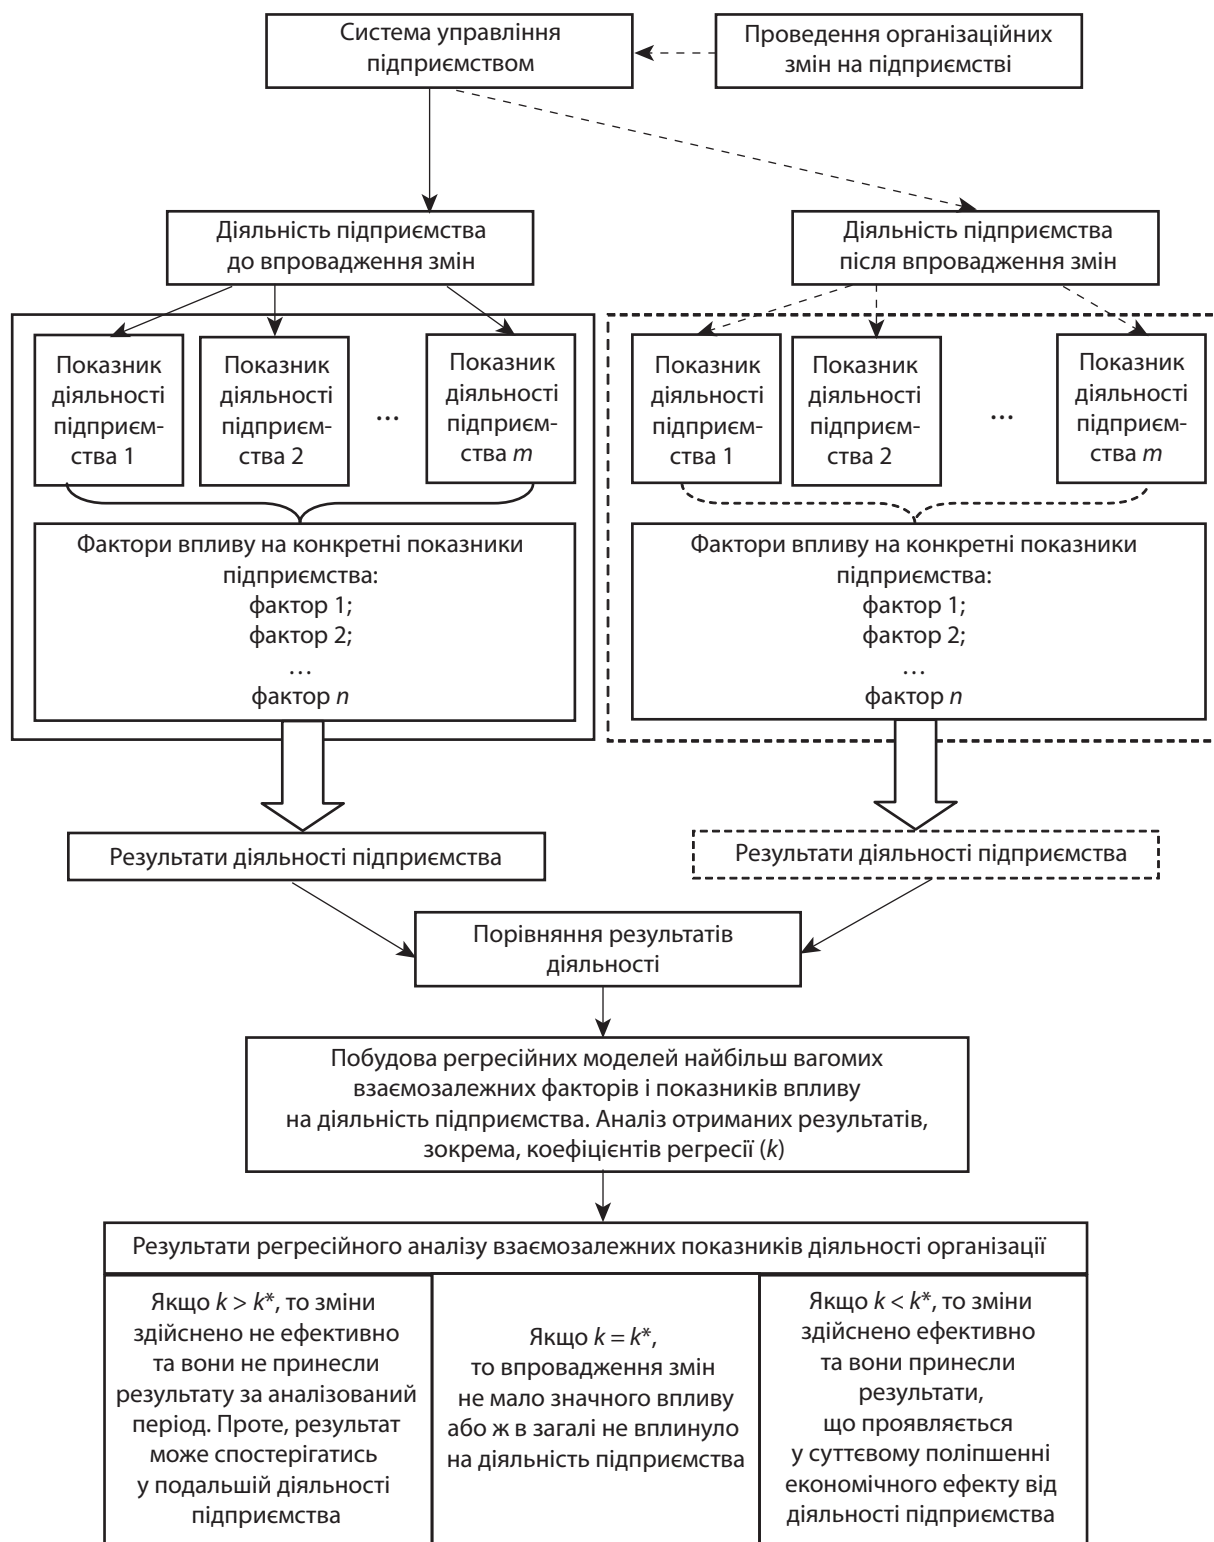 Система управління
підприємством
Проведення організаційних
змін на підприємстві
Діяльність підприємства
до впровадження змін
Діяльність підприємства
після впровадження змін
Показник
діяльності
підприєм-
ства 1
Показник
діяльності
підприєм-
ства 2
...
Показник
діяльності
підприєм-
ства m
Показник
діяльності
підприєм-
ства 1
Показник
діяльності
підприєм-
ства 2
...
Показник
діяльності
підприєм-
ства m
Фактори впливу на конкретні показники
підприємства:
фактор 1;
фактор 2;
...
фактор n
Фактори впливу на конкретні показники
підприємства:
фактор 1;
фактор 2;
...
фактор n
Результати діяльності підприємства
Результати діяльності підприємства
Порівняння результатів
діяльності
Побудова регресійних моделей найбільш вагомих
взаємозалежних факторів і показників впливу
на діяльність підприємства. Аналіз отриманих результатів,
зокрема, коефіцієнтів регресії (k)
Результати регресійного аналізу взаємозалежних показників діяльності організації
Якщо k > k*, то зміни
здійснено не ефективно
та вони не принесли
результату за аналізований
період. Проте, результат
може спостерігатись
у подальшій діяльності
підприємства
Якщо k = k*,
то впровадження змін
не мало значного впливу
або ж в загалі не вплинуло
на діяльність підприємства
Якщо k < k*, то зміни
здійснено ефективно
та вони принесли
результати,
що проявляється
у суттєвому поліпшенні
економічного ефекту від
діяльності підприємства